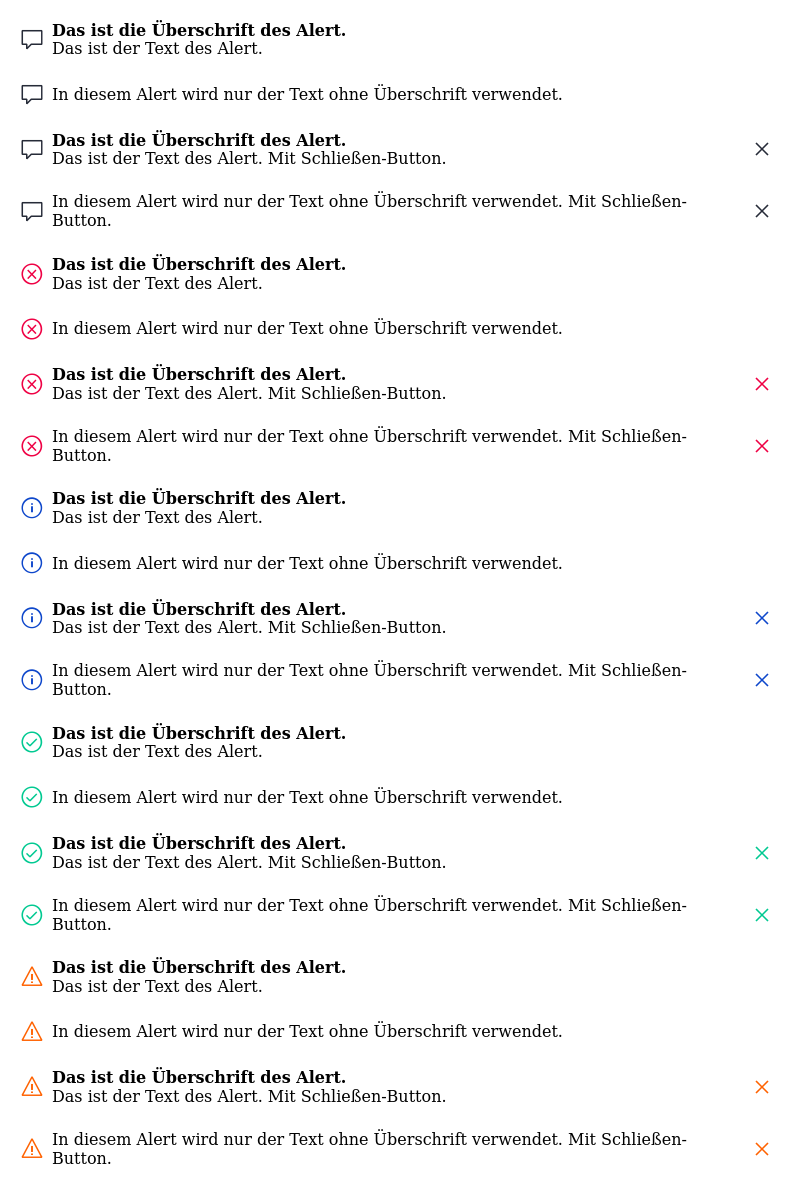 Das ist die Überschrift des Alert.
Das ist der Text des Alert.
In diesem Alert wird nur der Text ohne Überschrift verwendet.
Das ist die Überschrift des Alert.
Das ist der Text des Alert. Mit Schließen-Button.
In diesem Alert wird nur der Text ohne Überschrift verwendet. Mit Schließen-
Button.
Das ist die Überschrift des Alert.
Das ist der Text des Alert.
In diesem Alert wird nur der Text ohne Überschrift verwendet.
Das ist die Überschrift des Alert.
Das ist der Text des Alert. Mit Schließen-Button.
In diesem Alert wird nur der Text ohne Überschrift verwendet. Mit Schließen-
Button.
Das ist die Überschrift des Alert.
Das ist der Text des Alert.
In diesem Alert wird nur der Text ohne Überschrift verwendet.
Das ist die Überschrift des Alert.
Das ist der Text des Alert. Mit Schließen-Button.
In diesem Alert wird nur der Text ohne Überschrift verwendet. Mit Schließen-
Button.
Das ist die Überschrift des Alert.
Das ist der Text des Alert.
In diesem Alert wird nur der Text ohne Überschrift verwendet.
Das ist die Überschrift des Alert.
Das ist der Text des Alert. Mit Schließen-Button.
In diesem Alert wird nur der Text ohne Überschrift verwendet. Mit Schließen-
Button.
Das ist die Überschrift des Alert.
Das ist der Text des Alert.
In diesem Alert wird nur der Text ohne Überschrift verwendet.
Das ist die Überschrift des Alert.
Das ist der Text des Alert. Mit Schließen-Button.
In diesem Alert wird nur der Text ohne Überschrift verwendet. Mit Schließen-
Button.